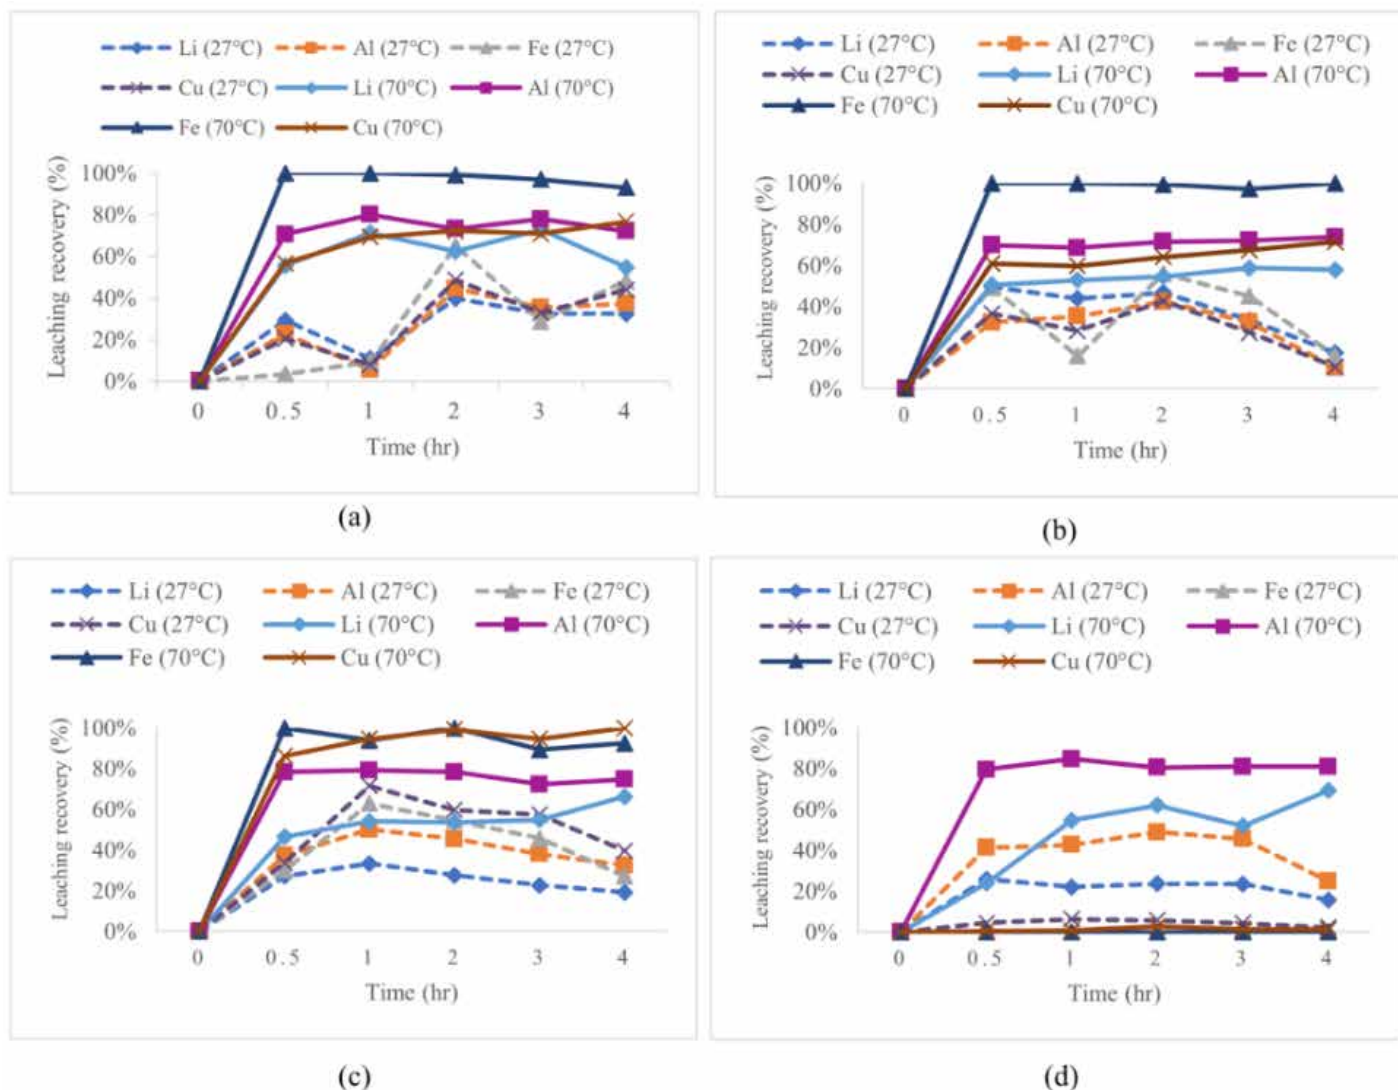 Li (27°C) Al (27°C) Fe (27°C)
Cu (27°C) Li (70°C) Al (70°C)
Fe (70°C) Cu (70°C)
Leaching recovery (%)
100%
80%
60%
40%
20%
0%
0 0.5 1 2 3 4
Time (hr)
(a)
Li (27°C) Al (27°C) Fe (27°C)
Cu (27°C) Li (70°C) Al (70°C)
Fe (70°C) Cu (70°C)
Leaching recovery (%)
100%
80%
60%
40%
20%
0%
0 0.5 1 2 3 4
Time (hr)
(b)
Li (27°C) Al (27°C) Fe (27°C)
Cu (27°C) Li (70°C) Al (70°C)
Fe (70°C) Cu (70°C)
Leaching recovery (%)
100%
80%
60%
40%
20%
0%
0 0.5 1 2 3 4
Time (hr)
(c)
Li (27°C) Al (27°C) Fe (27°C)
Cu (27°C) Li (70°C) Al (70°C)
Fe (70°C) Cu (70°C)
Leaching recovery (%)
100%
80%
60%
40%
20%
0%
0 0.5 1 2 3 4
Time (hr)
(d)